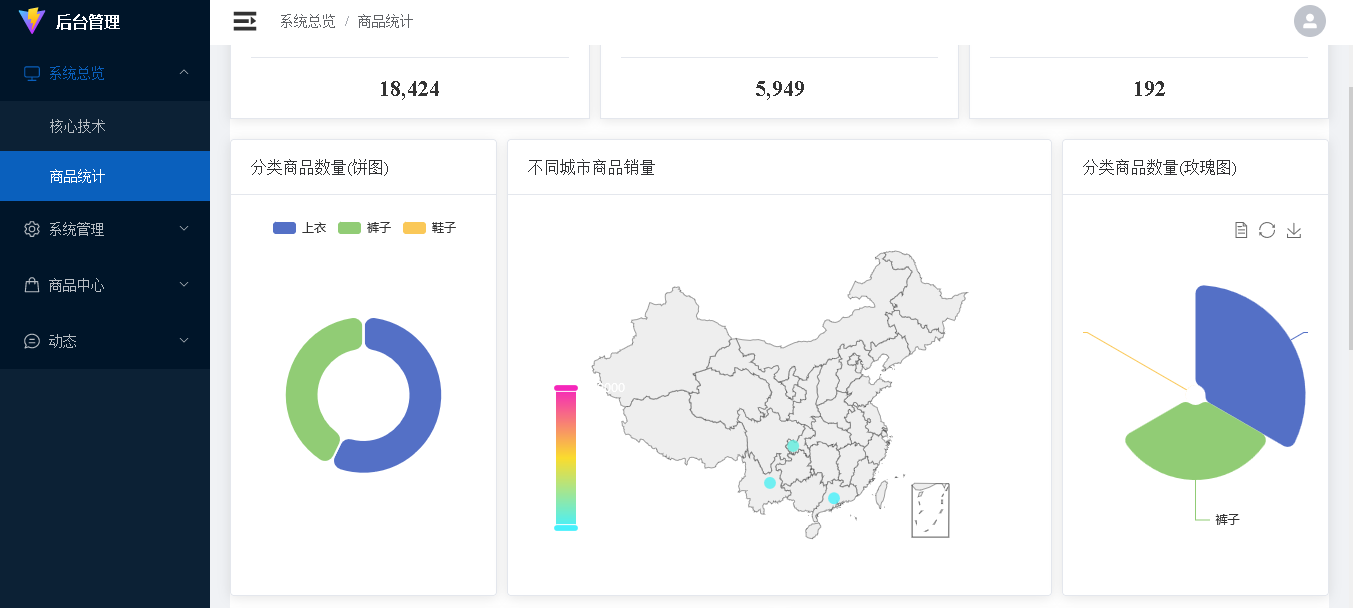 后台管理
系统总览 / 商品统计
系统总览
核心技术
商品统计
系统管理
商品中心
动态
18,424
5,949
192
分类商品数量(饼图)
上衣 裤子 鞋子
不同城市商品销量
分类商品数量(玫瑰图)
裤子